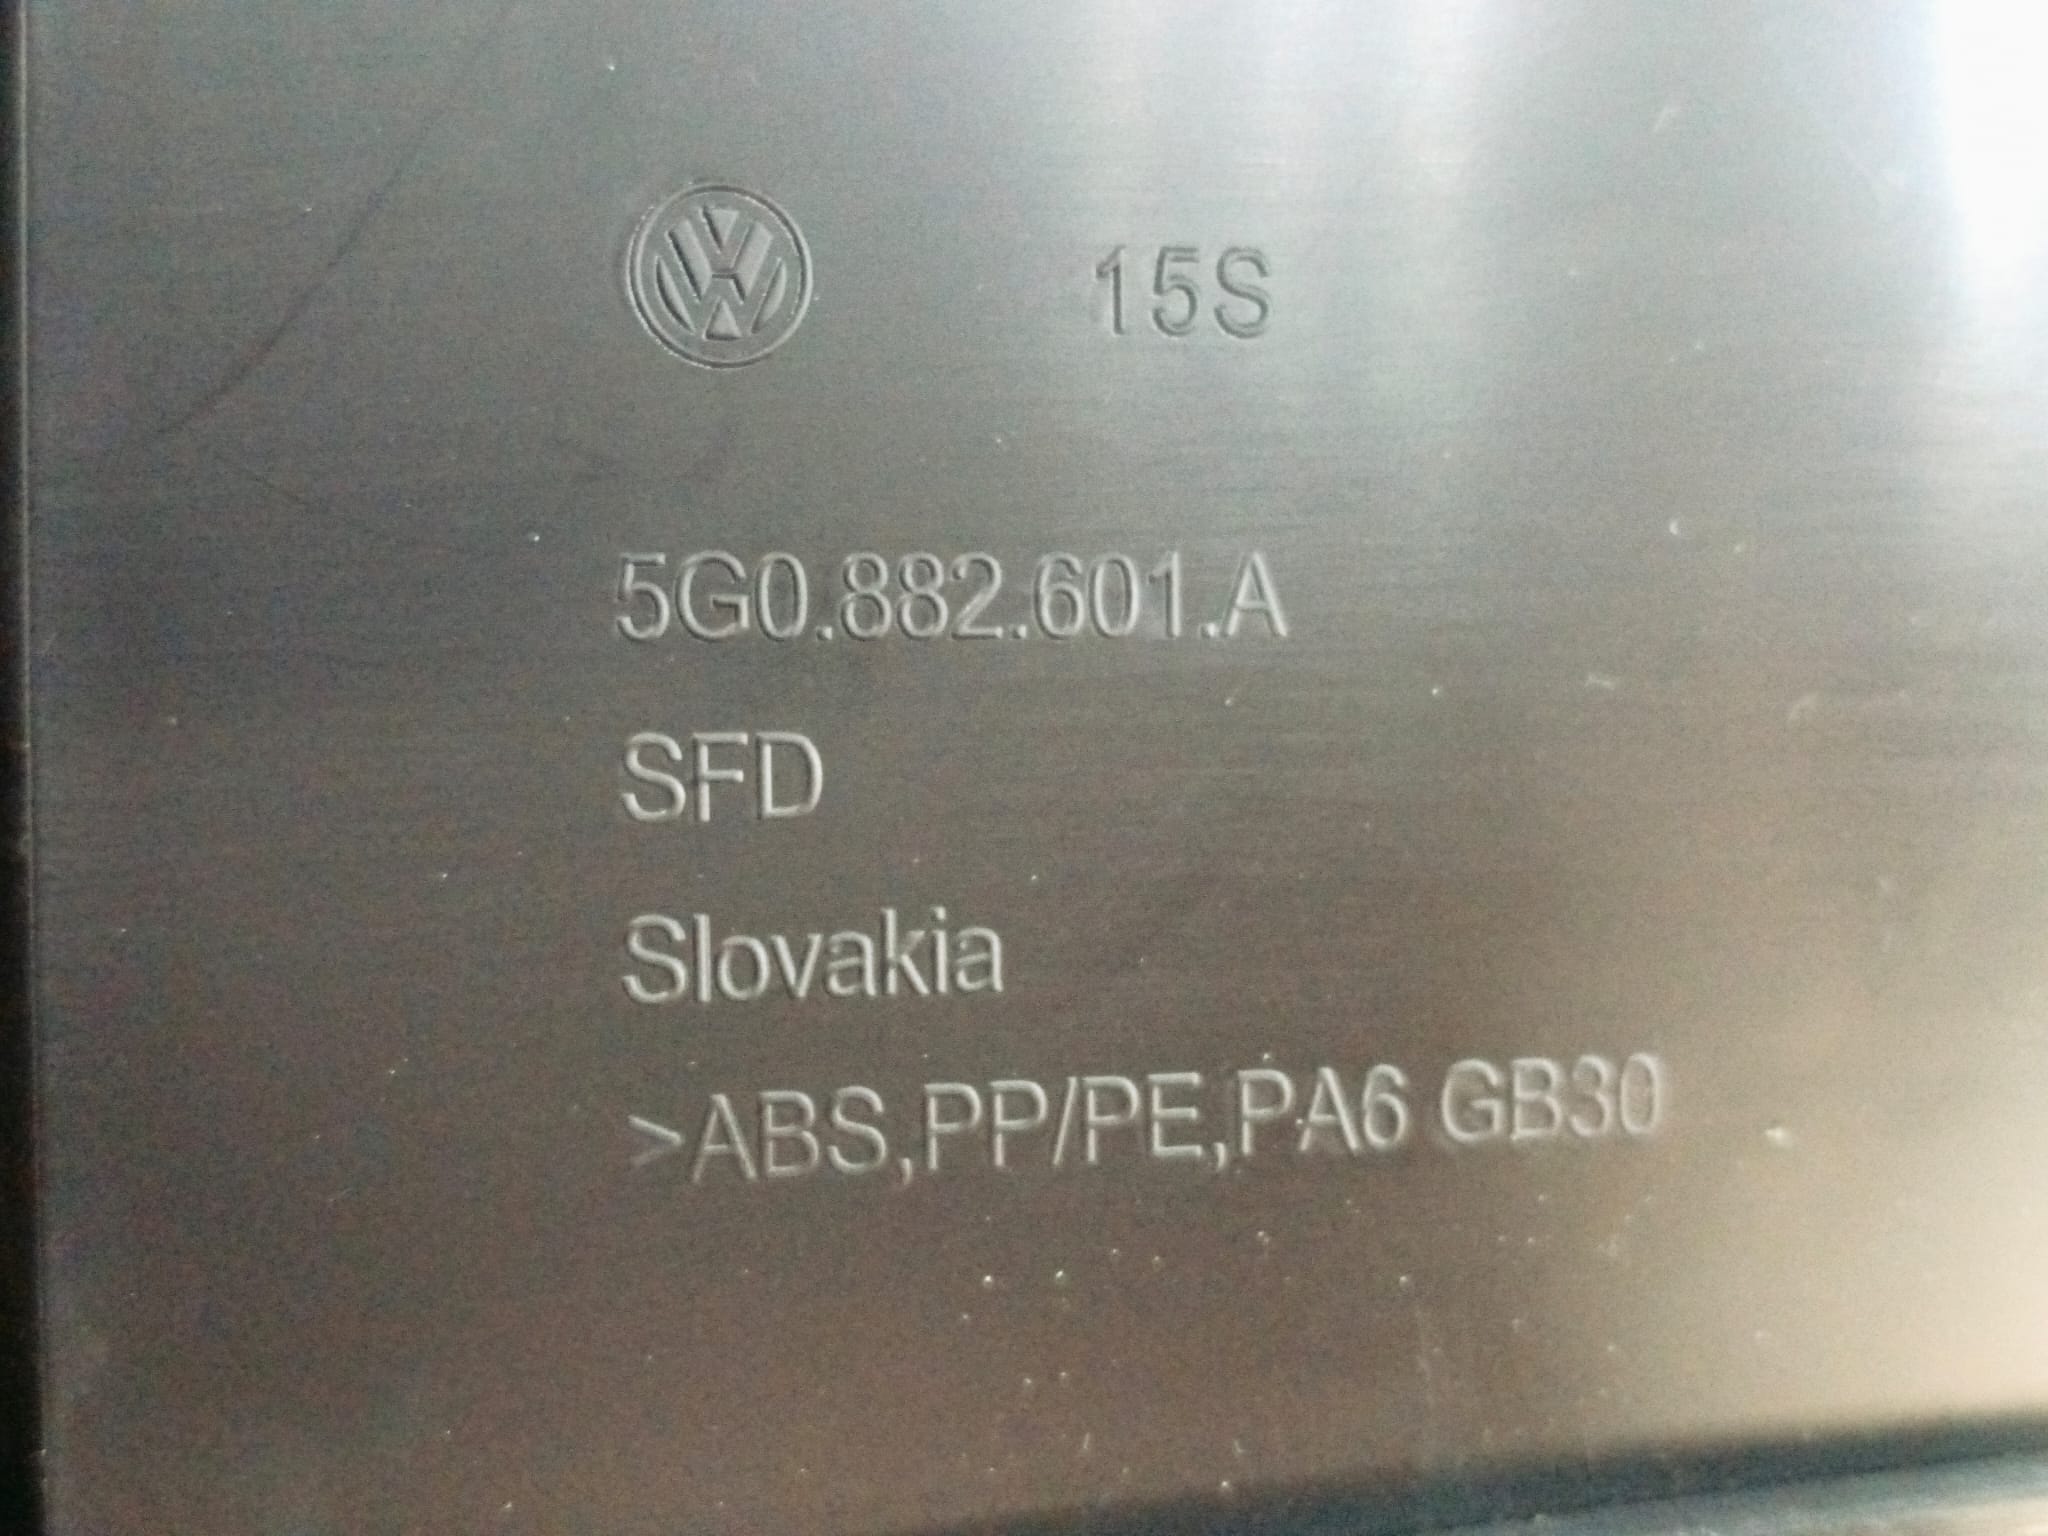 15S
5G0.882.601.A
SFD
Slovakia
>ABS,PP/PE,PA6 GB30